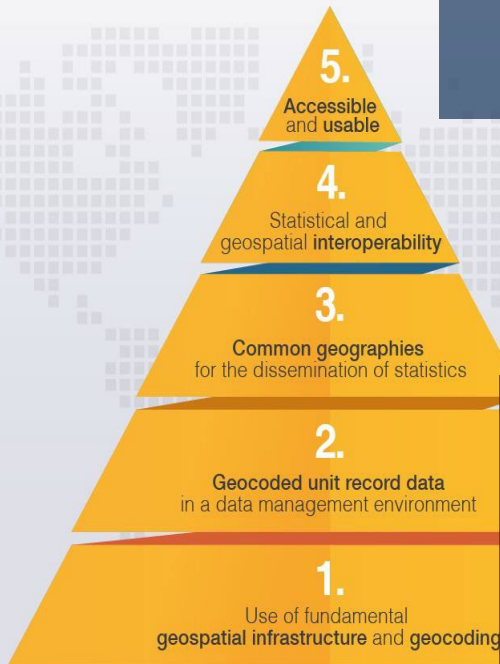 5.
Accessible
and usable
4.
Statistical and
geospatial interoperability
3.
Common geographies
for the dissemination of statistics
2.
Geocoded unit record data
in a data management environment
1.
Use of fundamental
geospatial infrastructure and geocoding